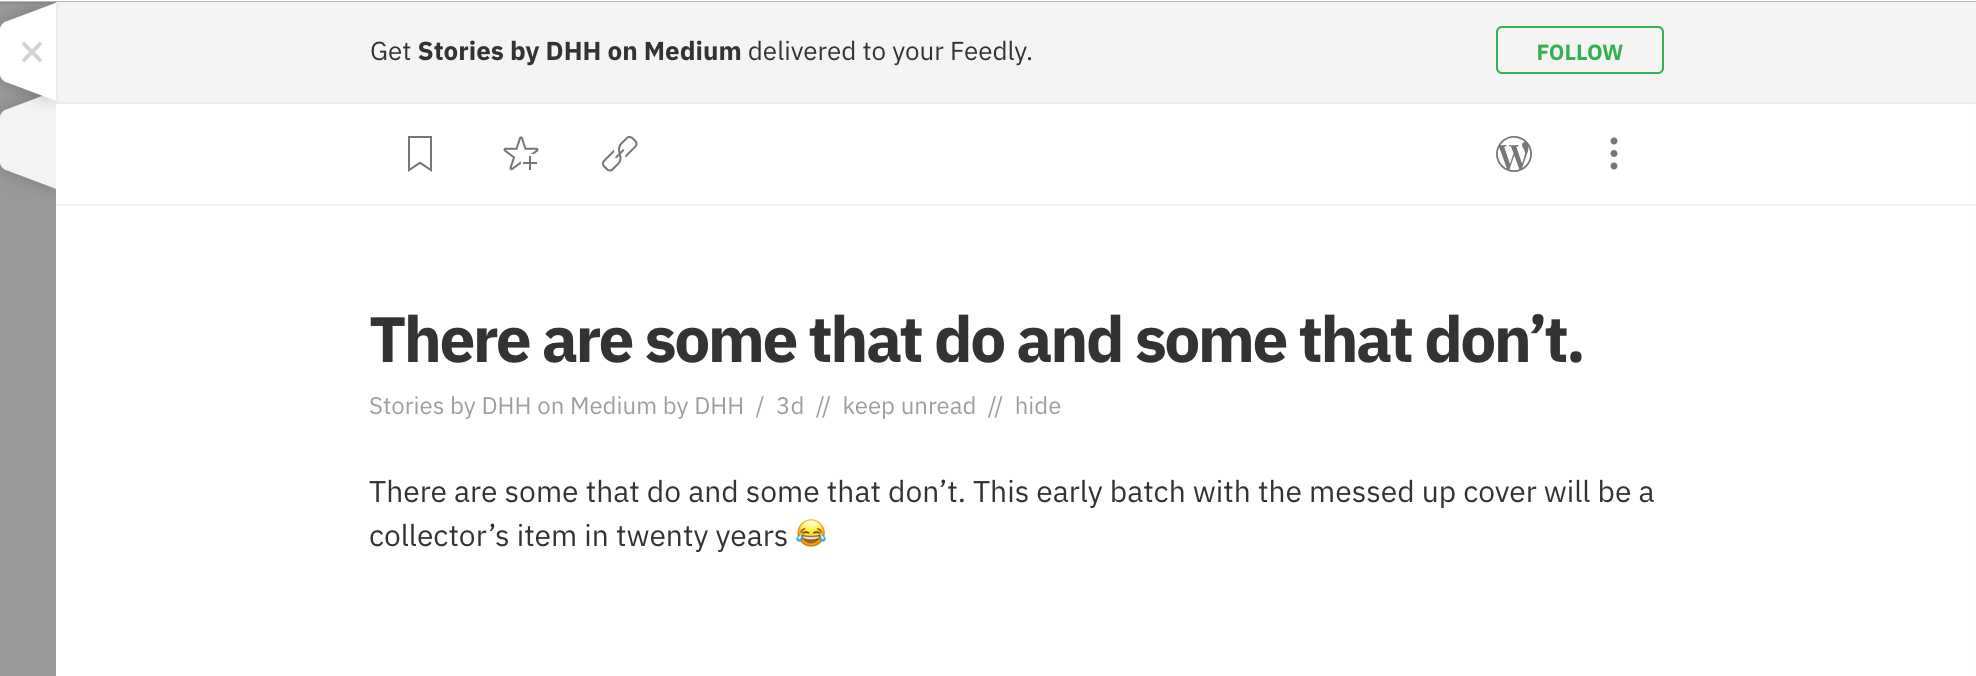 Get Stories by DHH on Medium delivered to your Feedly.
FOLLOW
There are some that do and some that don’t.
Stories by DHH on Medium by DHH / 3d // keep unread // hide
There are some that do and some that don’t. This early batch with the messed up cover will be a
collector’s item in twenty years 😂